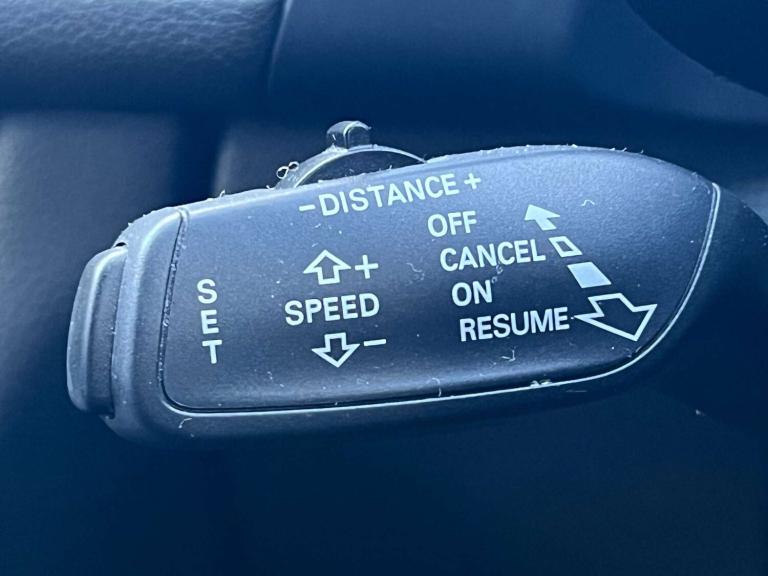 -DISTANCE+
OFF
CANCEL
ON
RESUME
+
SPEED
-
SET